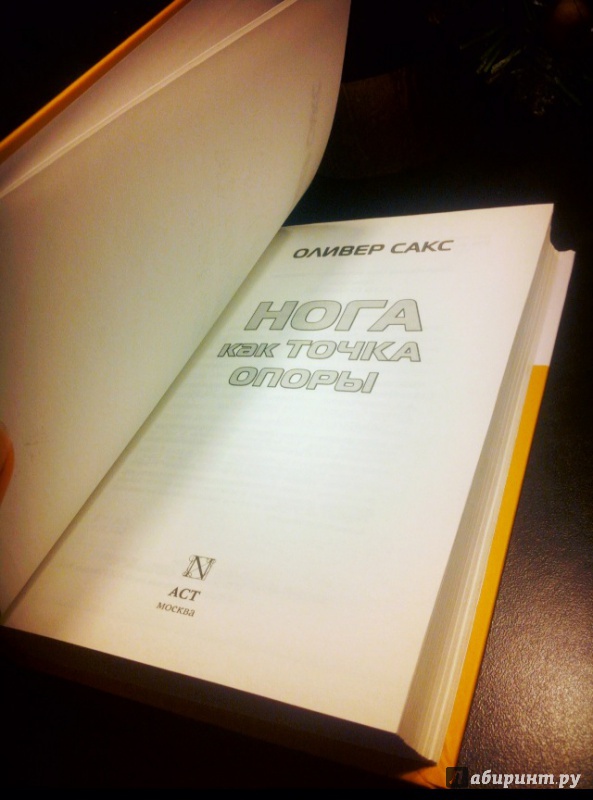 ОЛИВЕР САКС
НОГА
как ТОЧКА
ОПОРЫ
N
АСТ
москва
Лабиринт.ру